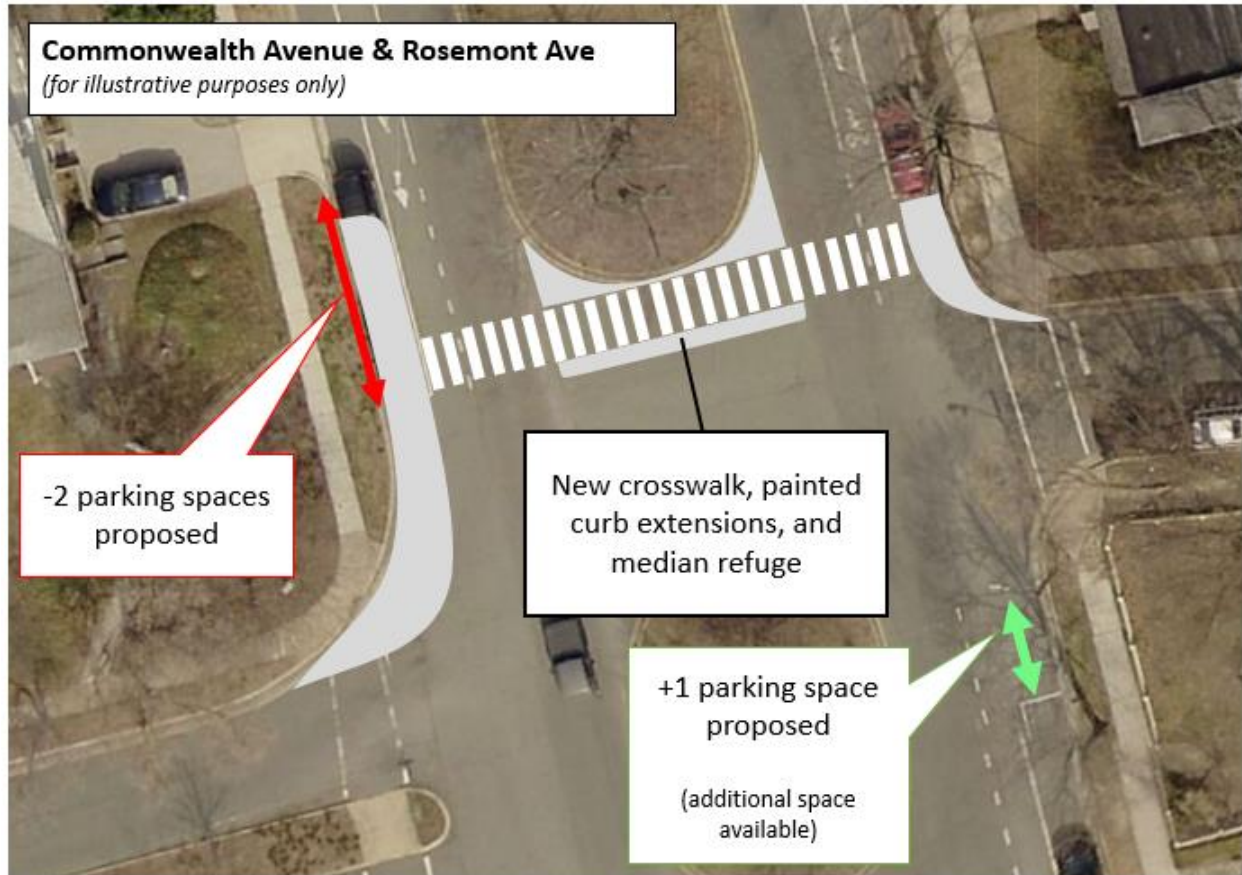 Commonwealth Avenue & Rosemont Ave
(for illustrative purposes only)
-2 parking spaces
proposed
New crosswalk, painted
curb extensions, and
median refuge
+1 parking space
proposed
(additional space
available)